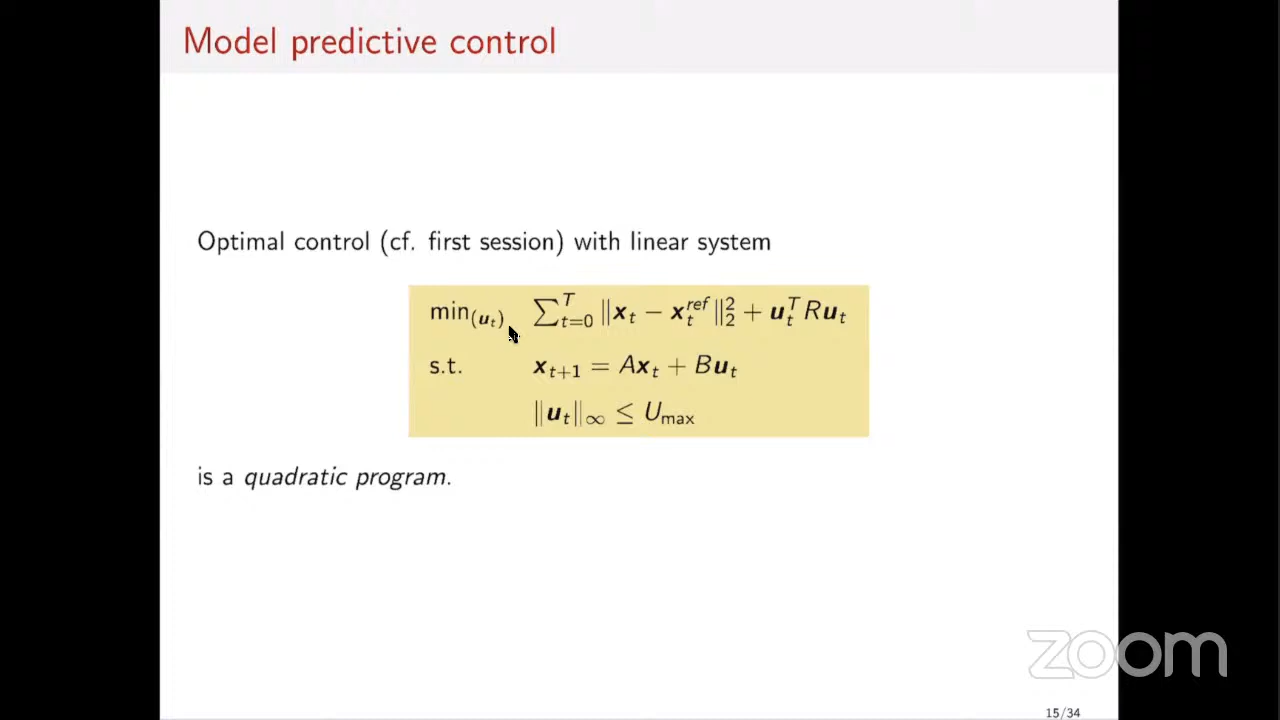 Model predictive control
Optimal control (cf. first session) with linear system
min_{(u_t)} ∑_{t=0}^{T} ‖x_t − x_t^{ref}‖_2^2 + u_t^T R u_t
s.t. x_{t+1} = Ax_t + Bu_t
‖u_t‖_∞ ≤ U_max
is a quadratic program.
zoom
15/34